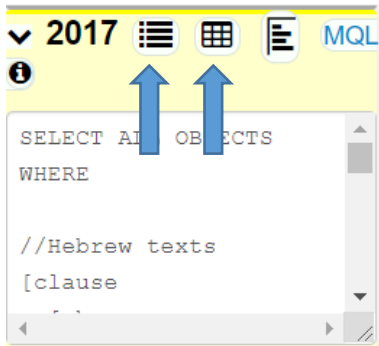 2017 MQL
SELECT ALL OBJECTS
WHERE
//Hebrew texts
[clause